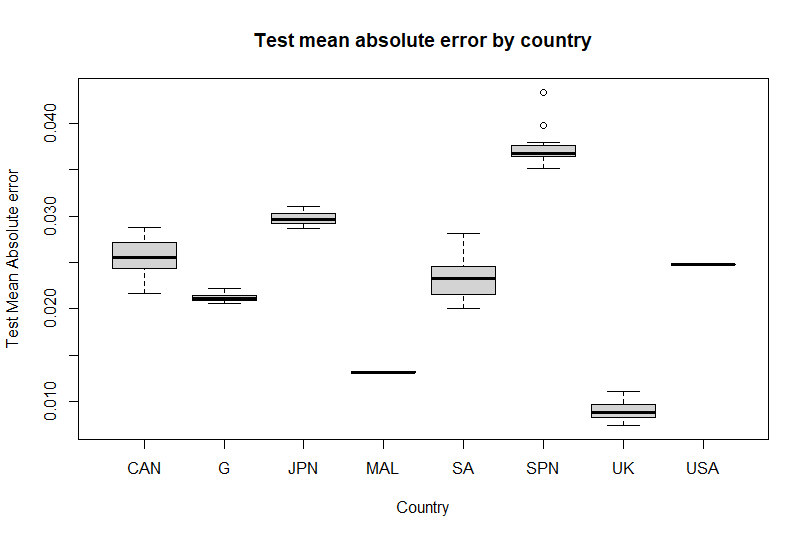 Test mean absolute error by country
Test Mean Absolute error
0.040
0.030
0.020
0.010
CAN G JPN MAL SA SPN UK USA
Country